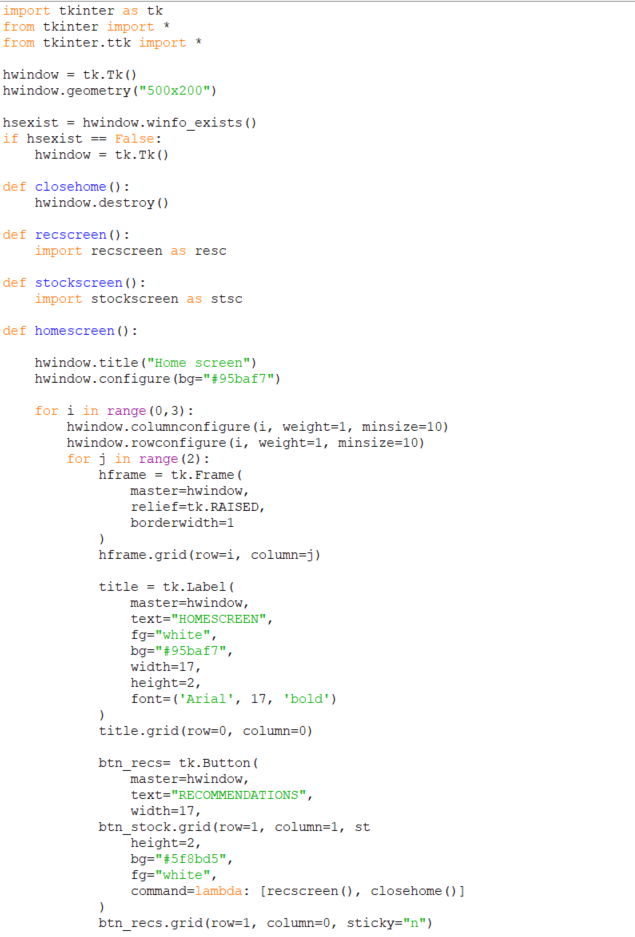 import tkinter as tk
from tkinter import *
from tkinter.ttk import *

hwindow = tk.Tk()
hwindow.geometry("500x200")

hsexist = hwindow.winfo_exists()
if hsexist == False:
    hwindow = tk.Tk()

def closehome():
    hwindow.destroy()

def recscreen():
    import recscreen as resc

def stockscreen():
    import stockscreen as stsc

def homescreen():

    hwindow.title("Home screen")
    hwindow.configure(bg="#95baf7")

    for i in range(0,3):
        hwindow.columnconfigure(i, weight=1, minsize=10)
        hwindow.rowconfigure(i, weight=1, minsize=10)
        for j in range(2):
            hframe = tk.Frame(
                master=hwindow,
                relief=tk.RAISED,
                borderwidth=1
            )
            hframe.grid(row=i, column=j)

            title = tk.Label(
                master=hwindow,
                text="HOMESCREEN",
                fg="white",
                bg="#95baf7",
                width=17,
                height=2,
                font=('Arial', 17, 'bold')
            )
            title.grid(row=0, column=0)

            btn_recs= tk.Button(
                master=hwindow,
                text="RECOMMENDATIONS",
                width=17,
            btn_stock.grid(row=1, column=1, st
                height=2,
                bg="#5f8bd5",
                fg="white",
                command=lambda: [recscreen(), closehome()]
            )
            btn_recs.grid(row=1, column=0, sticky="n")